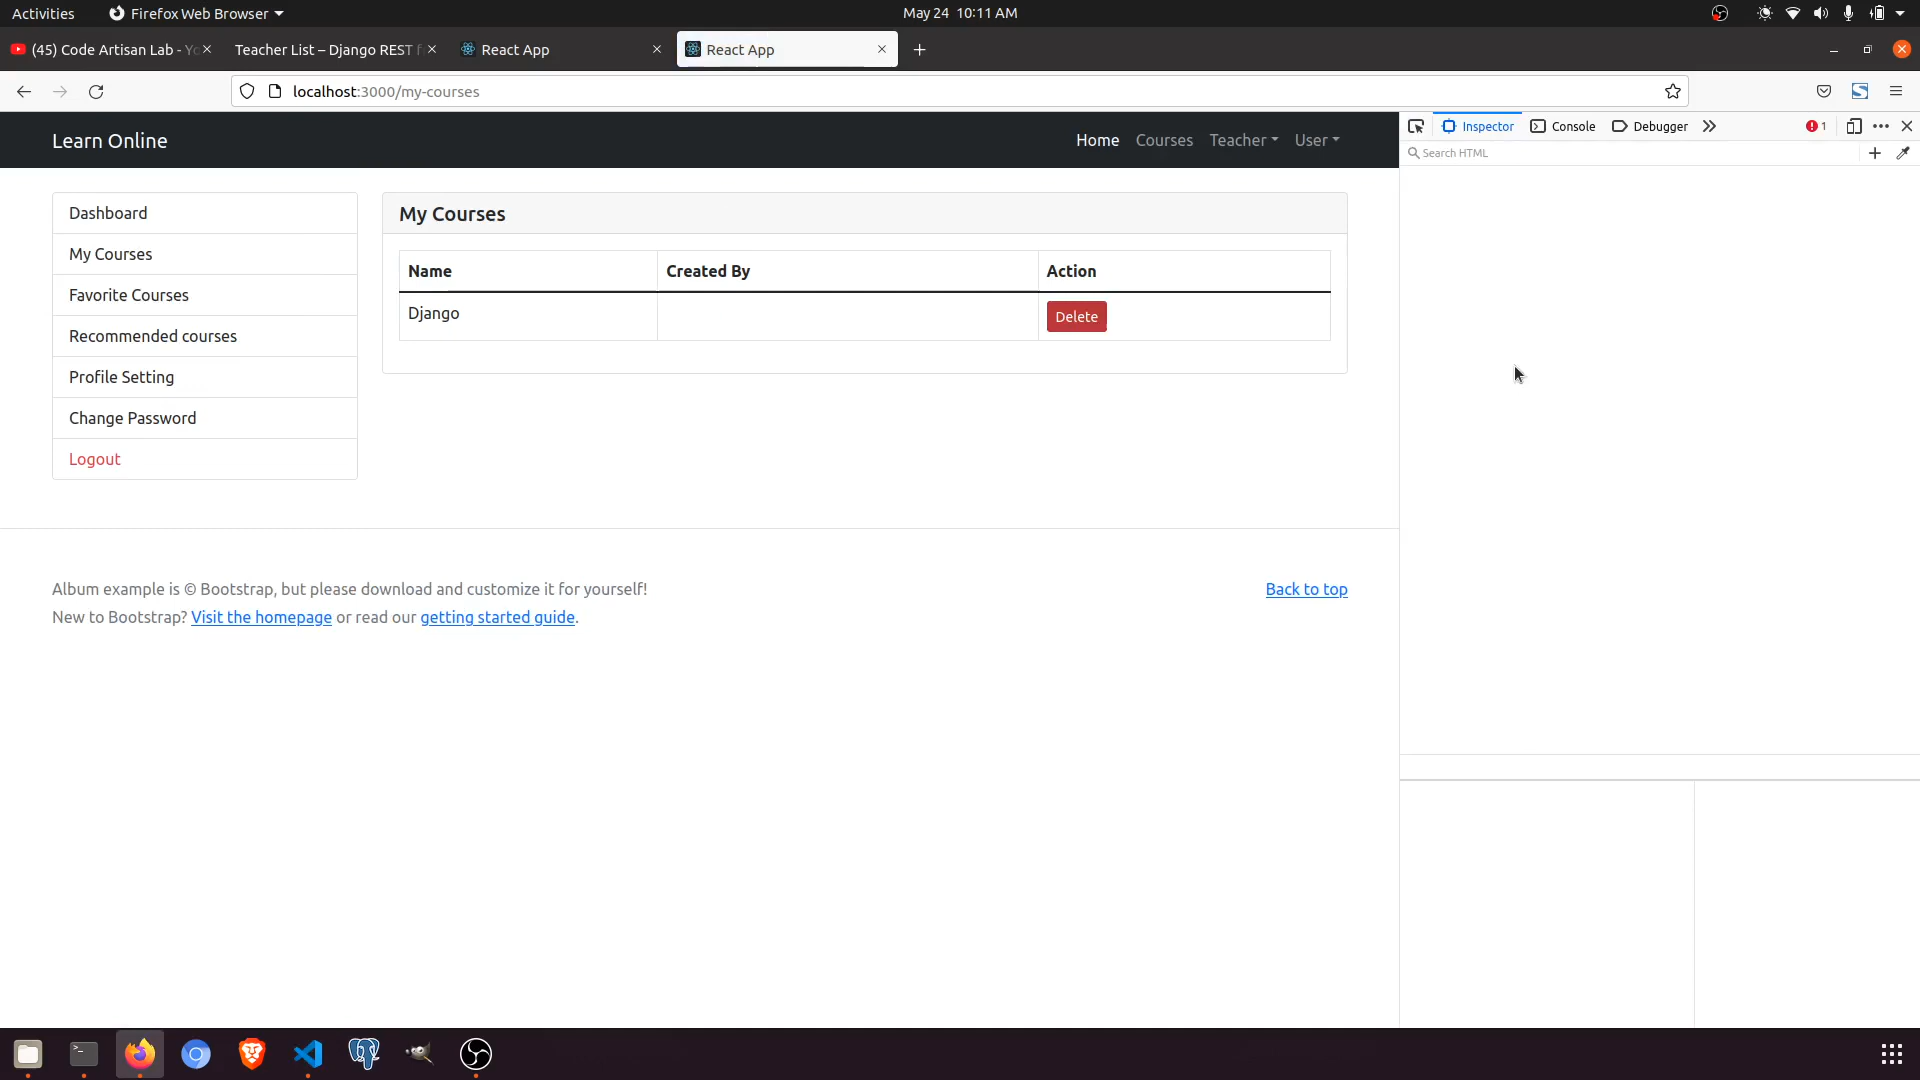 Activities Firefox Web Browser May 24 10:11 AM
(45) Code Artisan Lab - Teacher List – Django REST React App React App
localhost:3000/my-courses
Learn Online Home Courses Teacher User
Inspector Console Debugger 1
Search HTML
Dashboard
My Courses
Favorite Courses
Recommended courses
Profile Setting
Change Password
Logout
My Courses
Name Created By Action
Django Delete
Album example is © Bootstrap, but please download and customize it for yourself!
New to Bootstrap? Visit the homepage or read our getting started guide.
Back to top